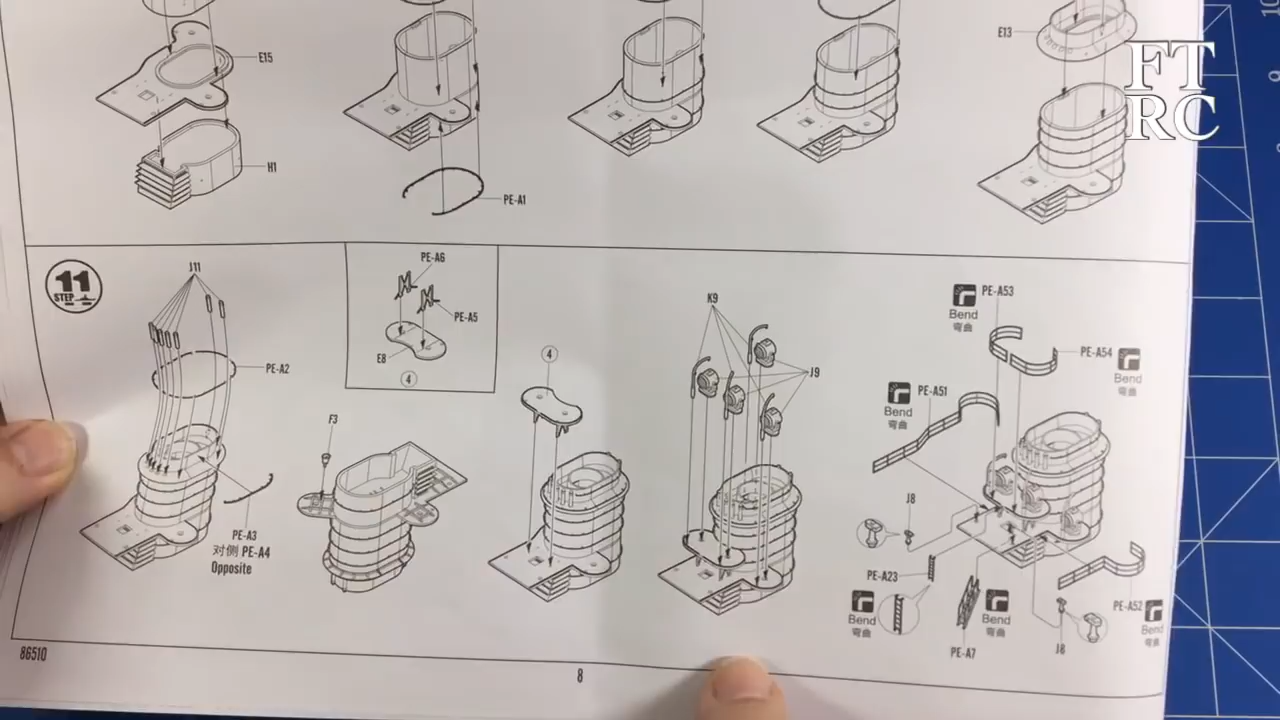 FT
RC
E13
E15
H1
PE-A1
11
STEP
J11
PE-A2
PE-A3
对侧 PE-A4
Opposite
PE-A6
PE-A5
E8
4
F3
4
K9
J9
PE-A53
Bend
弯曲
PE-A54
Bend
弯曲
PE-A51
Bend
弯曲
J8
PE-A23
Bend
弯曲
PE-A7
Bend
弯曲
J8
PE-A52
Bend
弯曲
86510
8
10
9